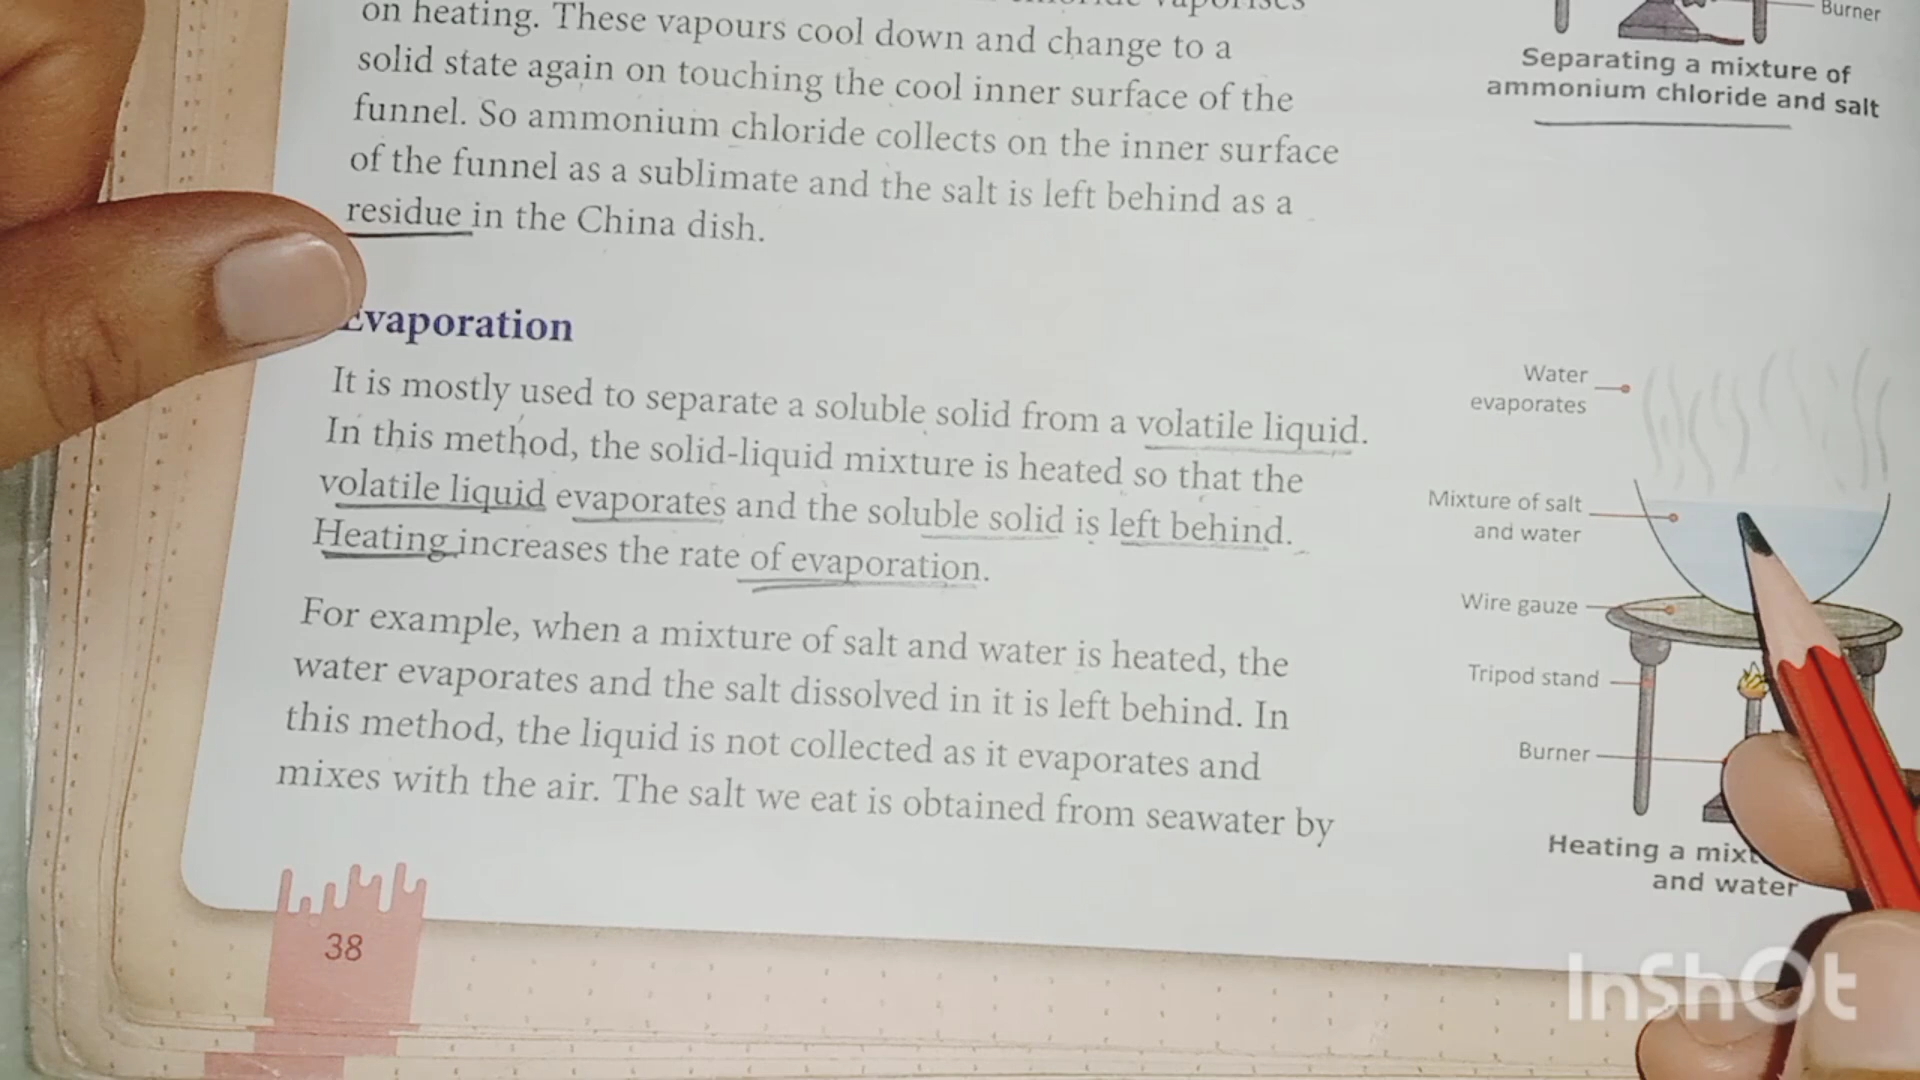 on heating. These vapours cool down and change to a
solid state again on touching the cool inner surface of the
funnel. So ammonium chloride collects on the inner surface
of the funnel as a sublimate and the salt is left behind as a
residue in the China dish.
Burner
Separating a mixture of
ammonium chloride and salt
Evaporation
It is mostly used to separate a soluble solid from a volatile liquid.
In this method, the solid-liquid mixture is heated so that the
volatile liquid evaporates and the soluble solid is left behind.
Heating increases the rate of evaporation.
For example, when a mixture of salt and water is heated, the
water evaporates and the salt dissolved in it is left behind. In
this method, the liquid is not collected as it evaporates and
mixes with the air. The salt we eat is obtained from seawater by
Water
evaporates
Mixture of salt
and water
Wire gauze
Tripod stand
Burner
Heating a
and water
38
InShOt